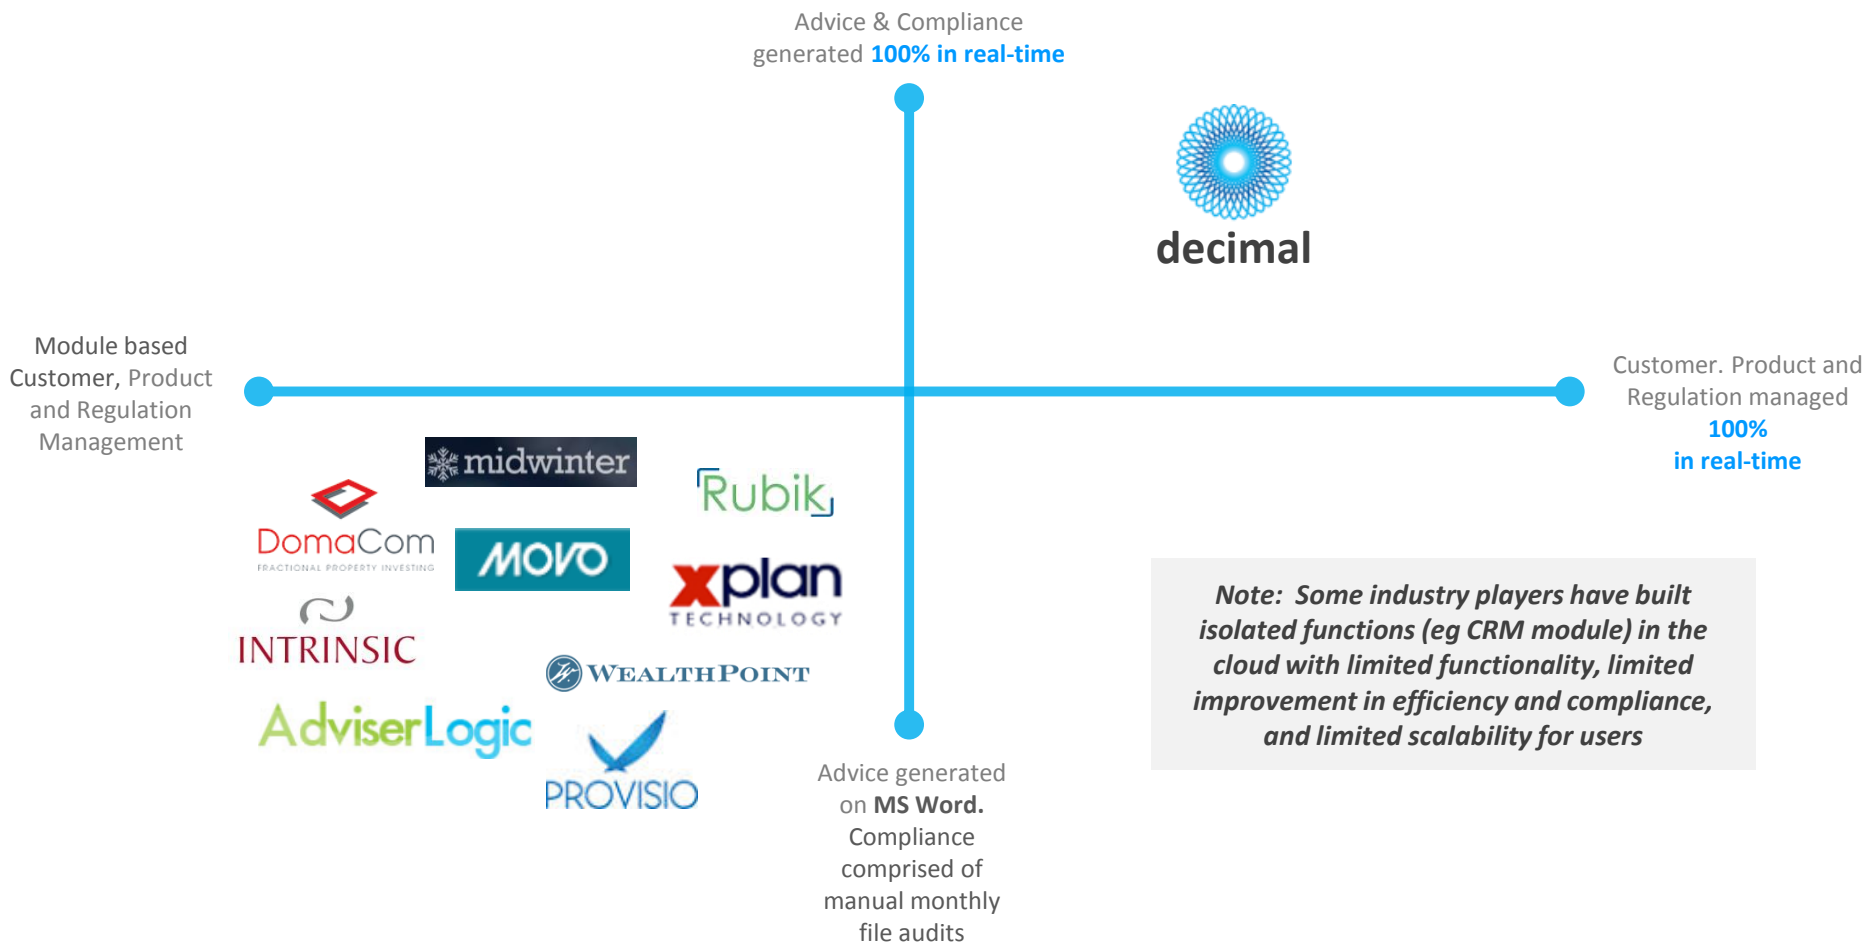 Advice & Compliance
generated 100% in real-time
decimal
Module based
Customer, Product
and Regulation
Management
Customer. Product and
Regulation managed
100%
in real-time
midwinter
Rubik
DomaCom
FRACTIONAL PROPERTY INVESTING
MOVO
xplan
TECHNOLOGY
INTRINSIC
W.
WEALTHPOINT
AdviserLogic
PROVISIO
Note: Some industry players have built
isolated functions (eg CRM module) in the
cloud with limited functionality, limited
improvement in efficiency and compliance,
and limited scalability for users
Advice generated
on MS Word.
Compliance
comprised of
manual monthly
file audits